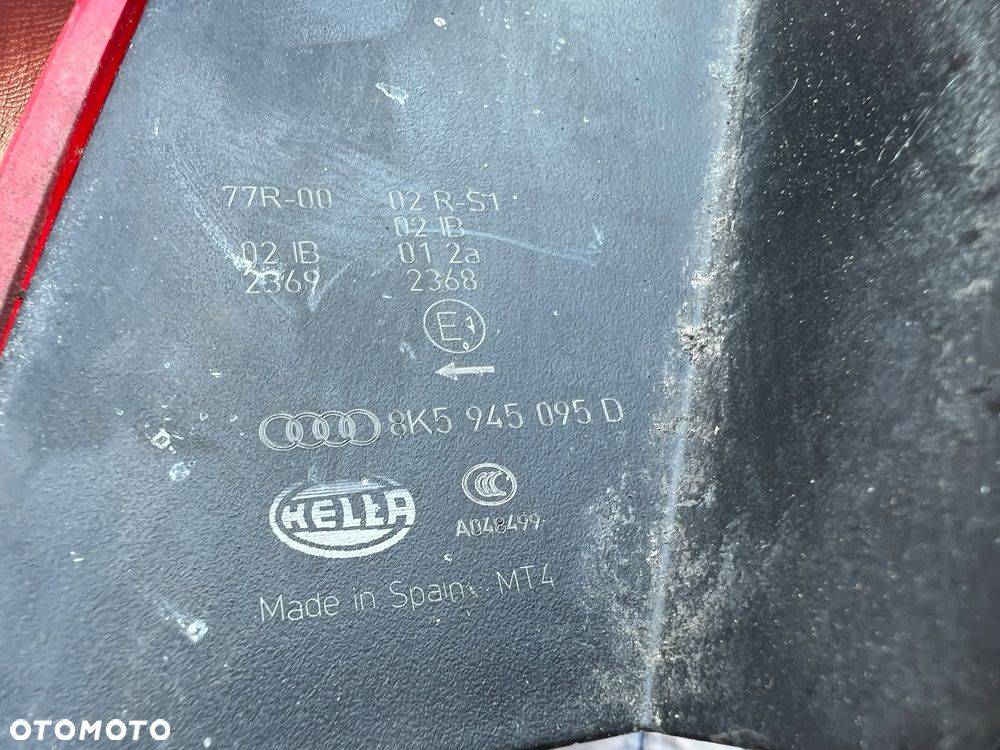 77R-00 02 R-S1
02 IB
02 IB 01 2a
2369 2368
E1
8K5 945 095 D
HELLA
CCC
A048499
Made in Spain MT4
OTOMOTO